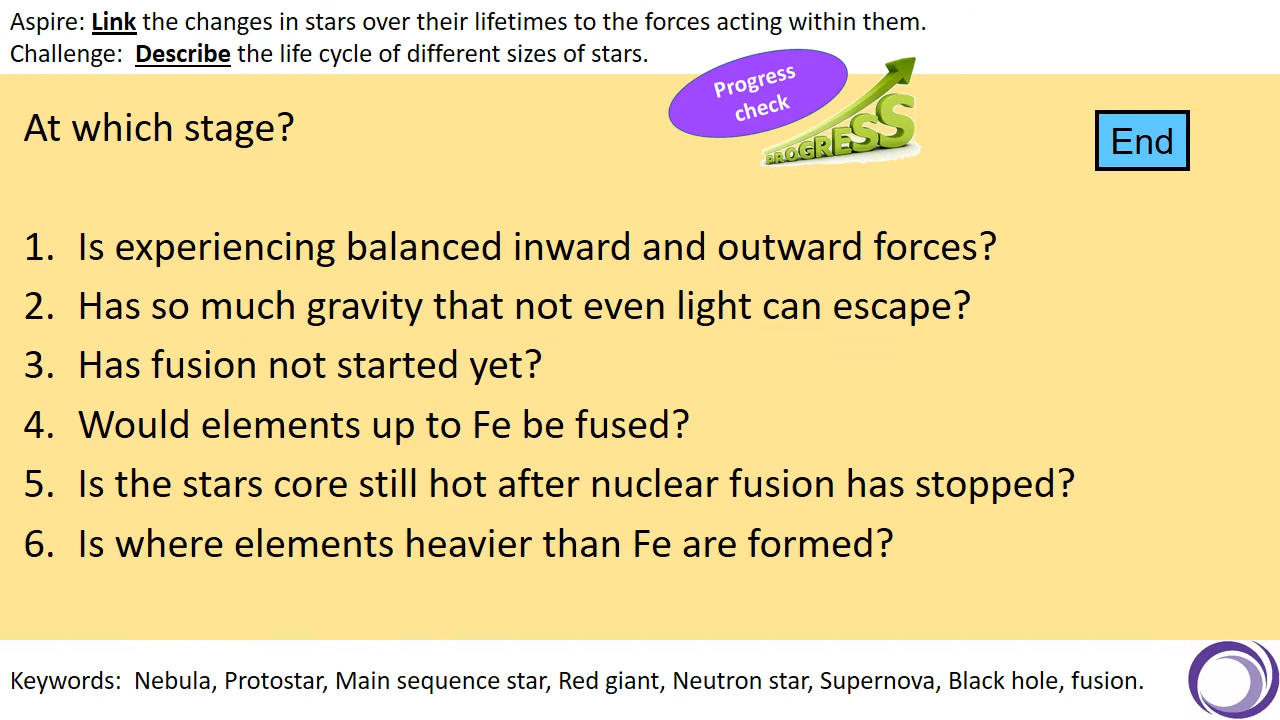 Aspire: Link the changes in stars over their lifetimes to the forces acting within them.
Challenge:  Describe the life cycle of different sizes of stars.
Progress
check
PROGRESS
At which stage?
End
1. Is experiencing balanced inward and outward forces?
2. Has so much gravity that not even light can escape?
3. Has fusion not started yet?
4. Would elements up to Fe be fused?
5. Is the stars core still hot after nuclear fusion has stopped?
6. Is where elements heavier than Fe are formed?
Keywords:  Nebula, Protostar, Main sequence star, Red giant, Neutron star, Supernova, Black hole, fusion.